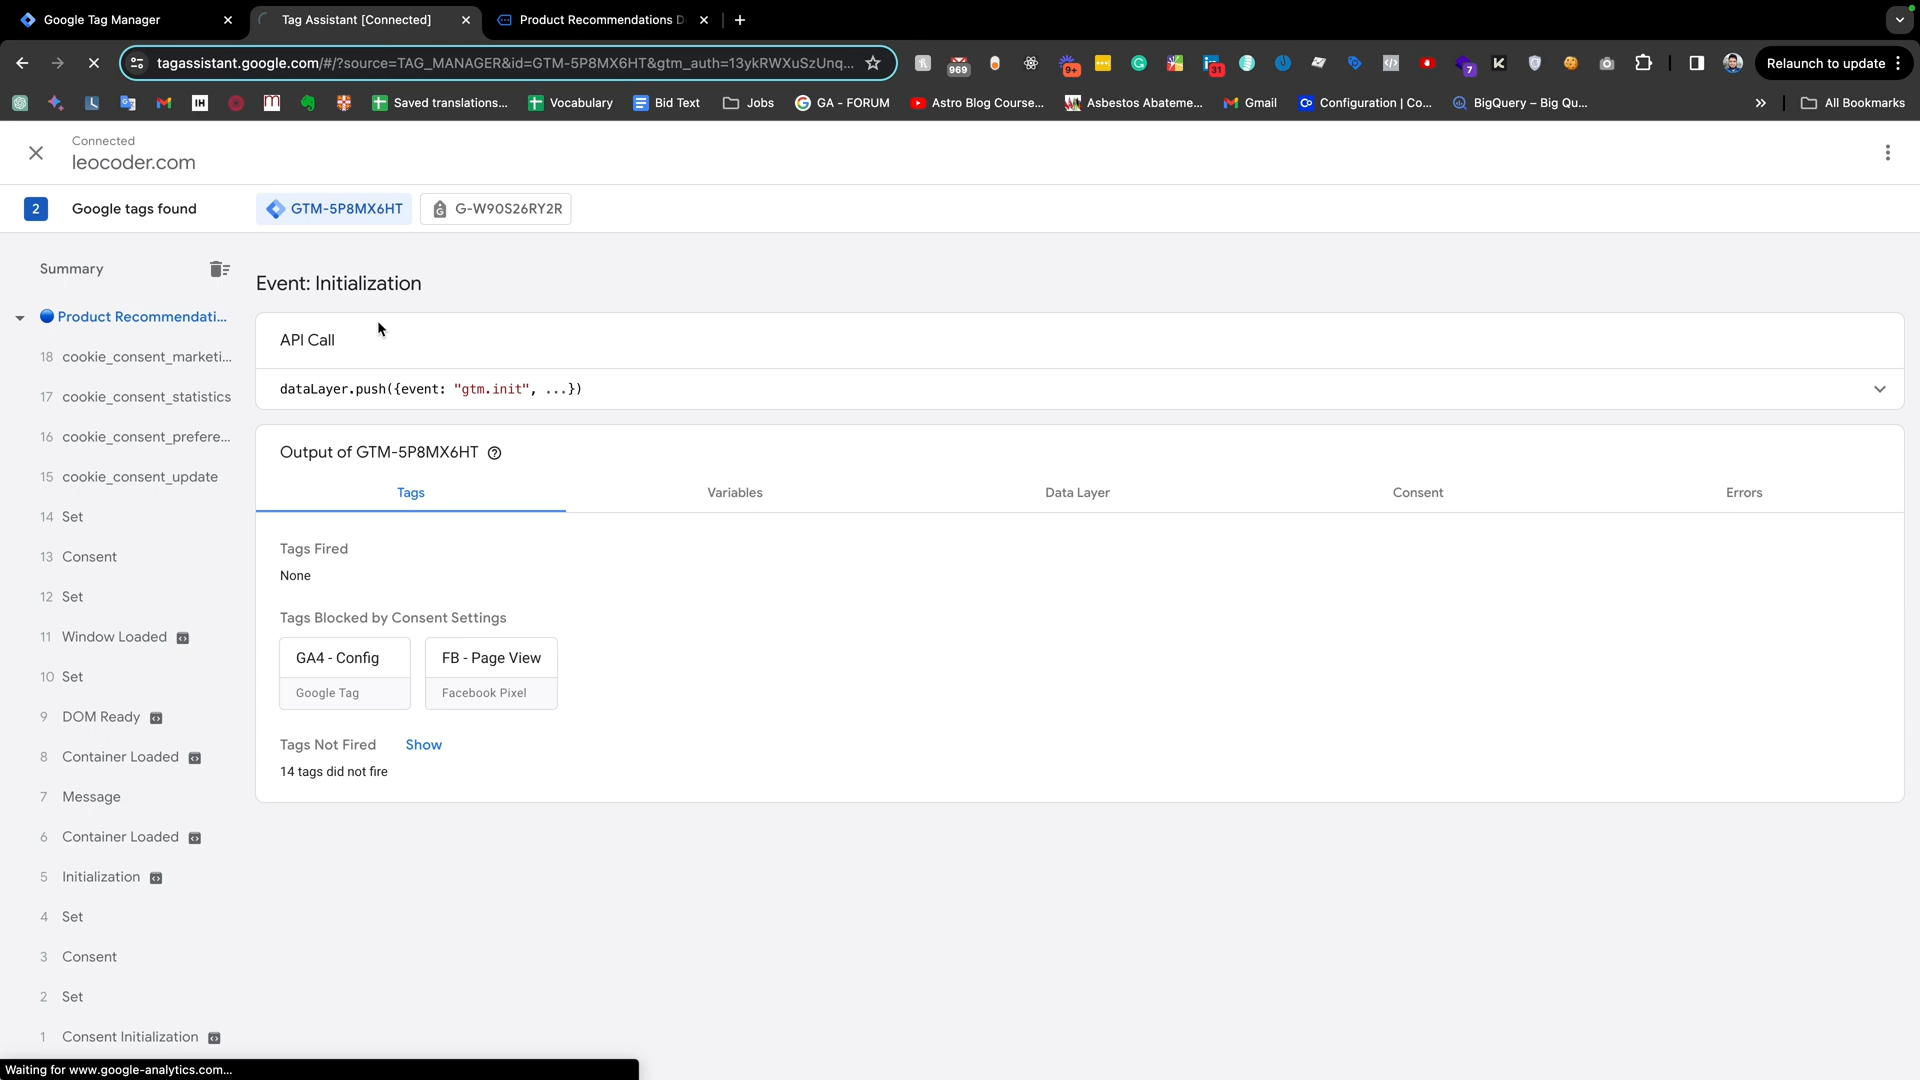 Google Tag Manager
Tag Assistant [Connected]
Product Recommendations D
tagassistant.google.com/#/?source=TAG_MANAGER&id=GTM-5P8MX6HT&gtm_auth=13ykRWXuSzUnq...
969
9+
31
7
Relaunch to update
Saved translations...
Vocabulary
Bid Text
Jobs
GA - FORUM
Astro Blog Course...
Asbestos Abateme...
Gmail
Configuration | Co...
BigQuery – Big Qu...
All Bookmarks
Connected
leocoder.com
2
Google tags found
GTM-5P8MX6HT
G-W90S26RY2R
Summary
Product Recommendati...
18 cookie_consent_marketi...
17 cookie_consent_statistics
16 cookie_consent_prefere...
15 cookie_consent_update
14 Set
13 Consent
12 Set
11 Window Loaded
10 Set
9 DOM Ready
8 Container Loaded
7 Message
6 Container Loaded
5 Initialization
4 Set
3 Consent
2 Set
1 Consent Initialization
Event: Initialization
API Call
dataLayer.push({event: "gtm.init", ...})
Output of GTM-5P8MX6HT
Tags
Variables
Data Layer
Consent
Errors
Tags Fired
None
Tags Blocked by Consent Settings
GA4 - Config
Google Tag
FB - Page View
Facebook Pixel
Tags Not Fired
Show
14 tags did not fire
Waiting for www.google-analytics.com...